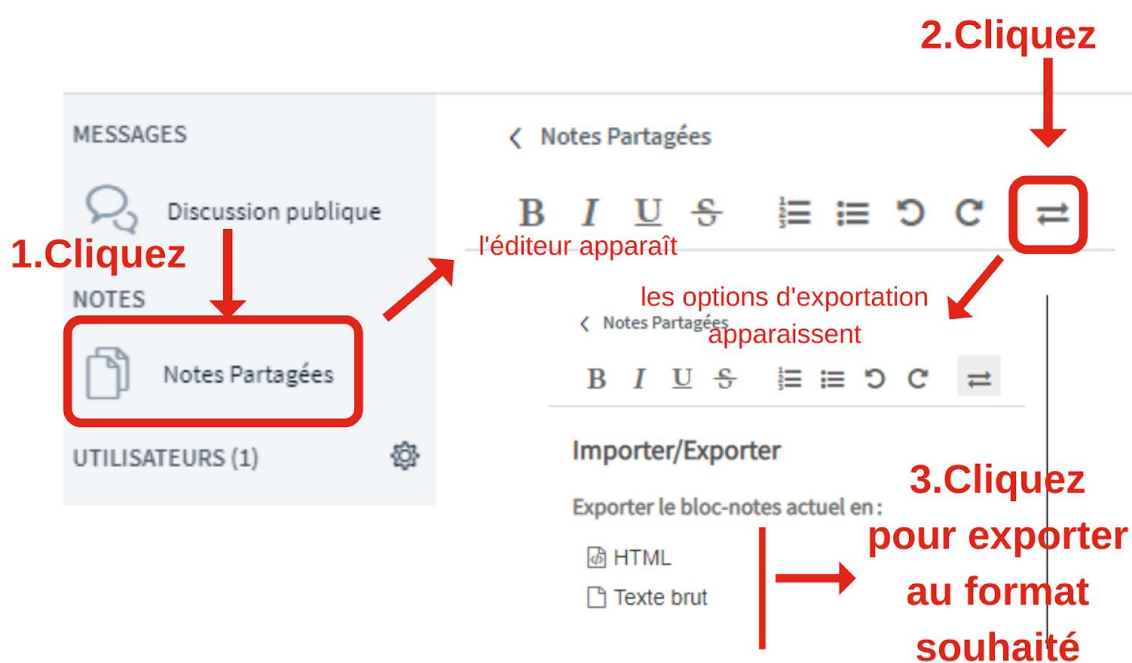 2.Cliquez
MESSAGES
Discussion publique
1.Cliquez
NOTES
Notes Partagées
UTILISATEURS (1)
Notes Partagées
B I U S
l'éditeur apparaît
les options d'exportation
apparaissent
Notes Partagées
B I U S
Importer/Exporter
Exporter le bloc-notes actuel en :
HTML
Texte brut
3.Cliquez
pour exporter
au format
souhaité